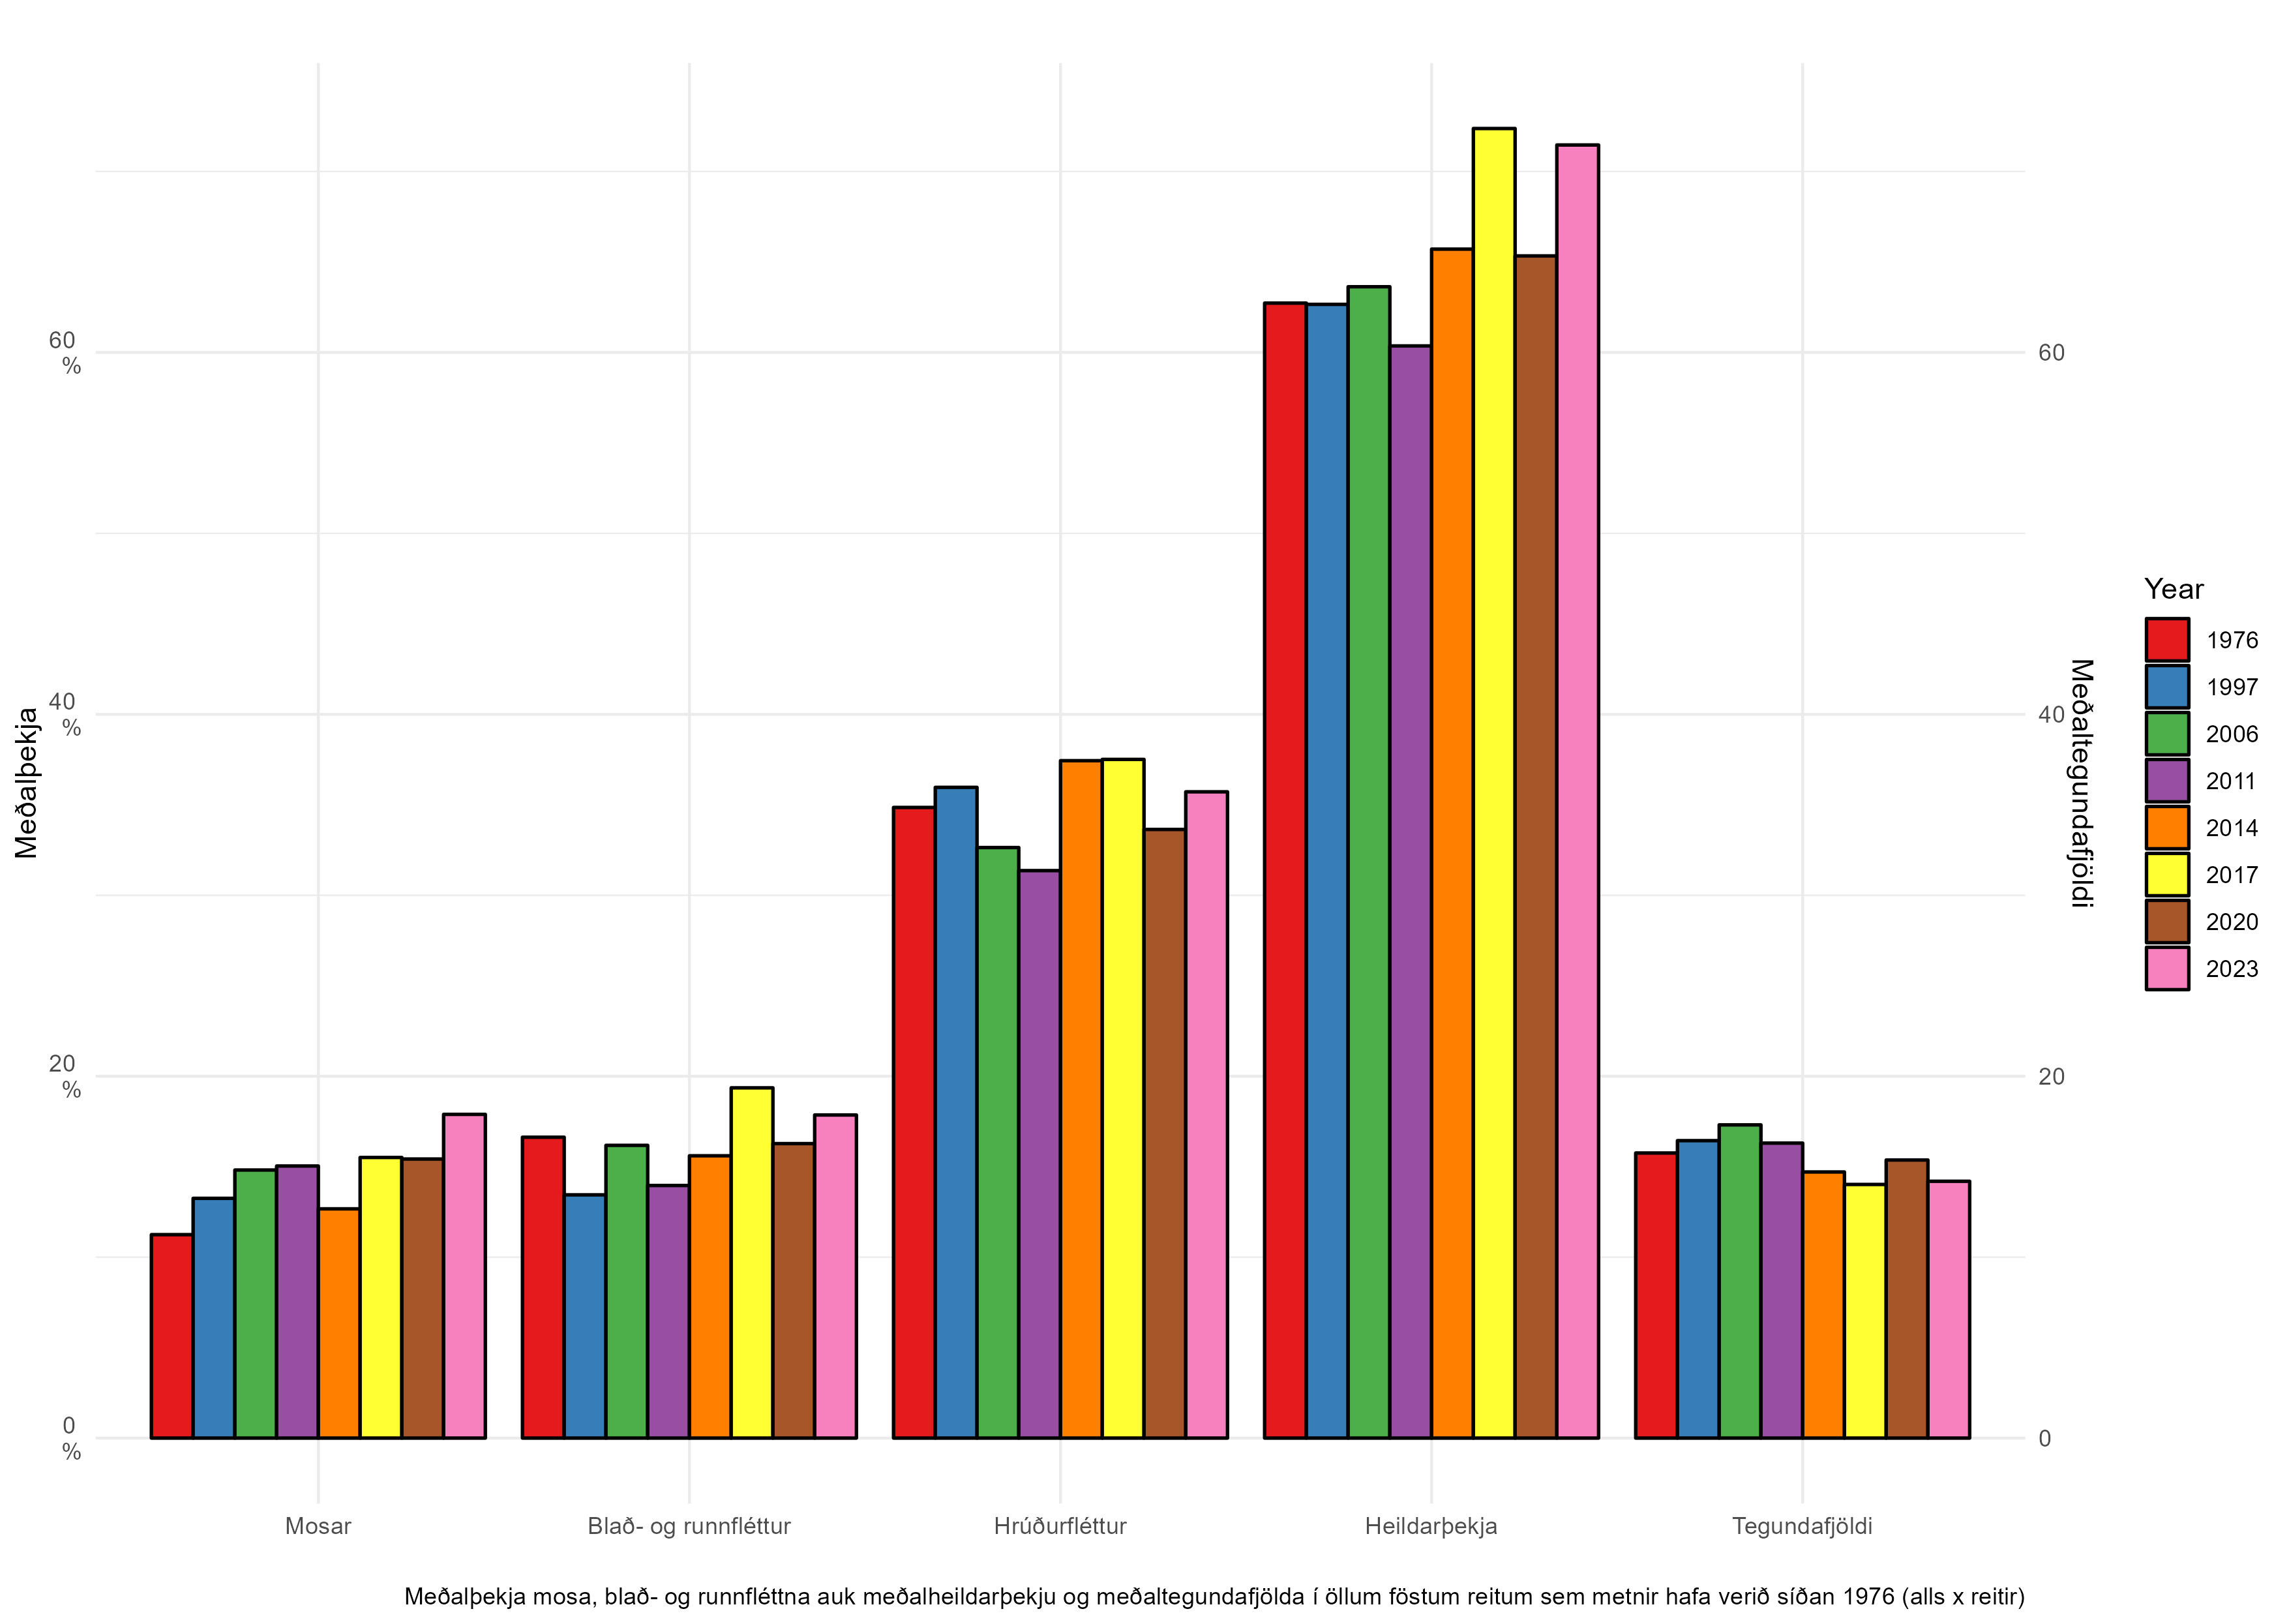 Meðalþekja
60
%
40
%
20
%
0
%
60
40
20
0
Meðaltegundafjöldi
Year
1976
1997
2006
2011
2014
2017
2020
2023
Mosar
Blað- og runnfléttur
Hrúðurfléttur
Heildarþekja
Tegundafjöldi
Meðalþekja mosa, blað- og runnfléttna auk meðalheildarþekju og meðaltegundafjölda í öllum föstum reitum sem metnir hafa verið síðan 1976 (alls x reitir)